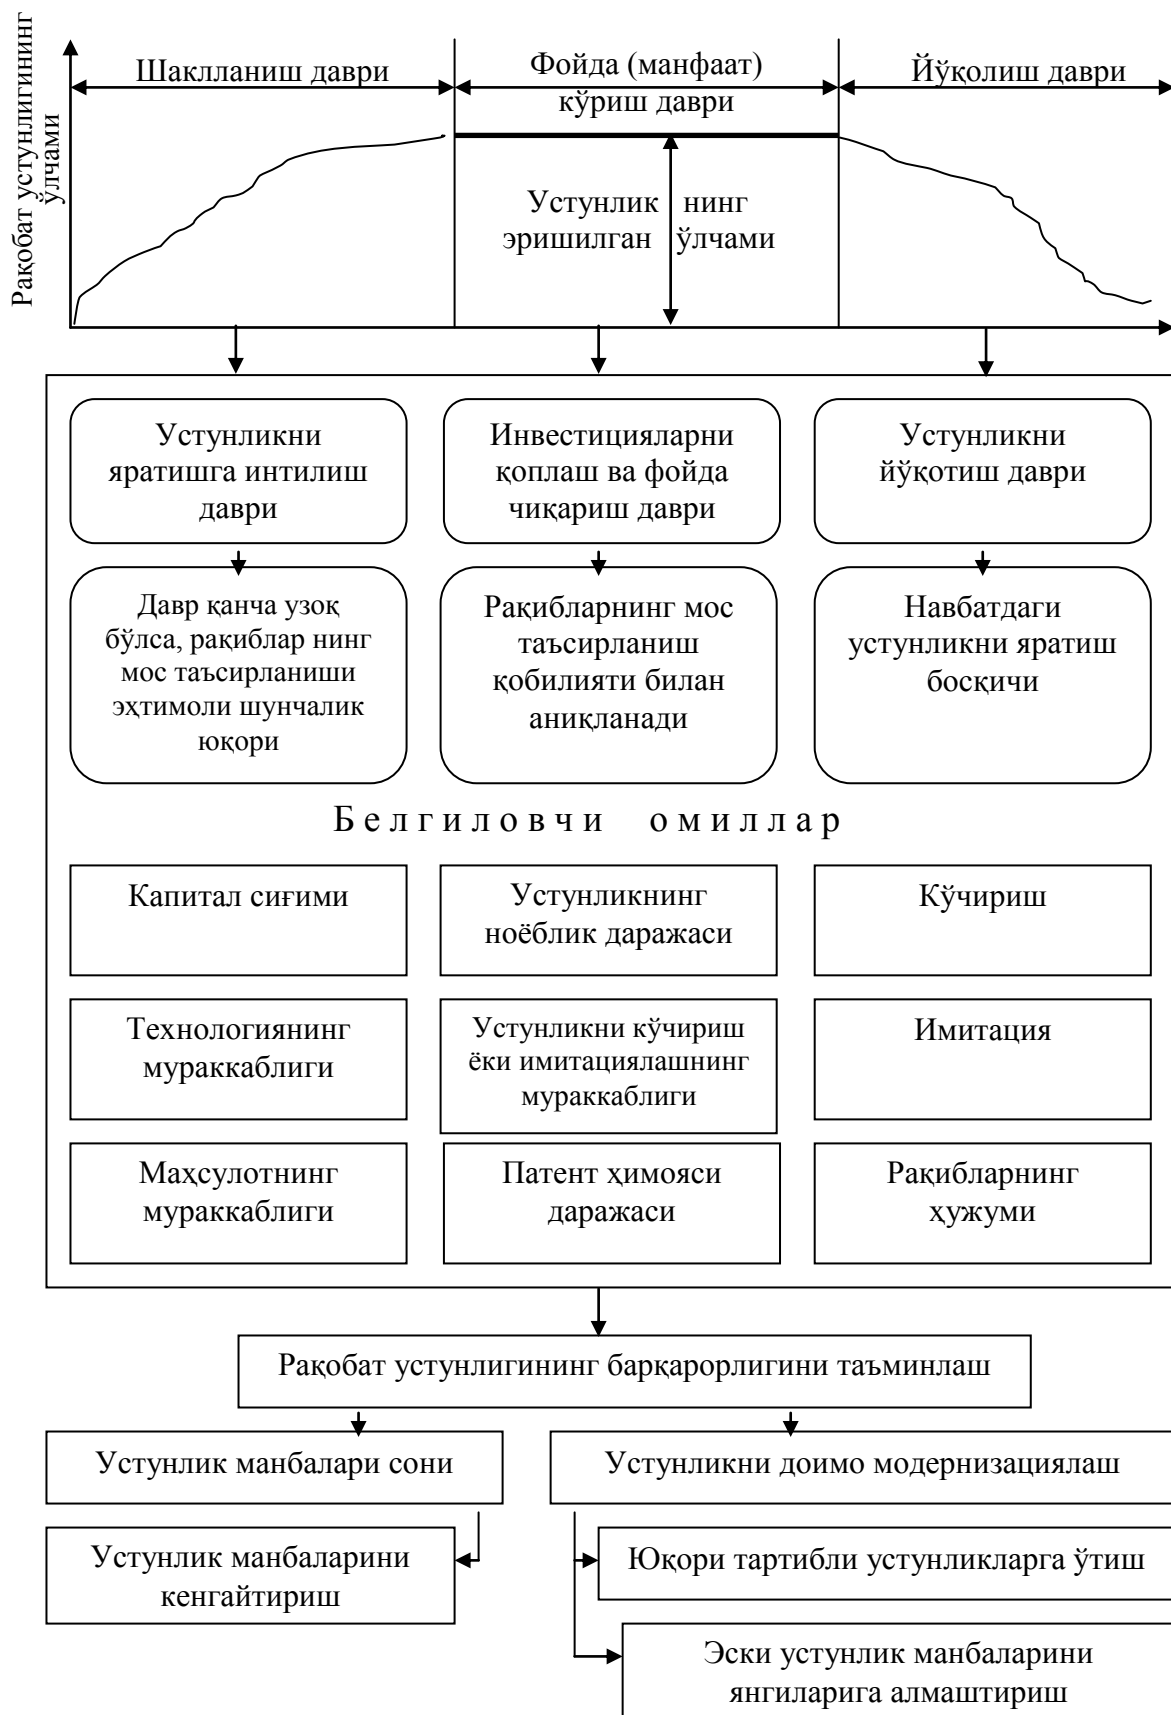 Рақобат устунлигининг
ўлчами
Шаклланиш даври
Фойда (манфаат)
кўриш даври
Йўқолиш даври
Устунлик нинг
эришилган ўлчами
Устунликни
яратишга интилиш
даври
Инвестицияларни
қоплаш ва фойда
чиқариш даври
Устунликни
йўқотиш даври
Давр қанча узоқ
бўлса, рақиблар нинг
мос таъсирланиши
эҳтимоли шунчалик
юқори
Рақибларнинг мос
таъсирланиш
қобилияти билан
аниқланади
Навбатдаги
устунликни яратиш
босқичи
Белгиловчи омиллар
Капитал сиғими
Устунликнинг
ноёблик даражаси
Кўчириш
Технологиянинг
мураккаблиги
Устунликни кўчириш
ёки имитациялашнинг
мураккаблиги
Имитация
Маҳсулотнинг
мураккаблиги
Патент ҳимояси
даражаси
Рақибларнинг
ҳужуми
Рақобат устунлигининг барқарорлигини таъминлаш
Устунлик манбалари сони
Устунликни доимо модернизациялаш
Устунлик манбаларини
кенгайтириш
Юқори тартибли устунликларга ўтиш
Эски устунлик манбаларини
янгиларига алмаштириш